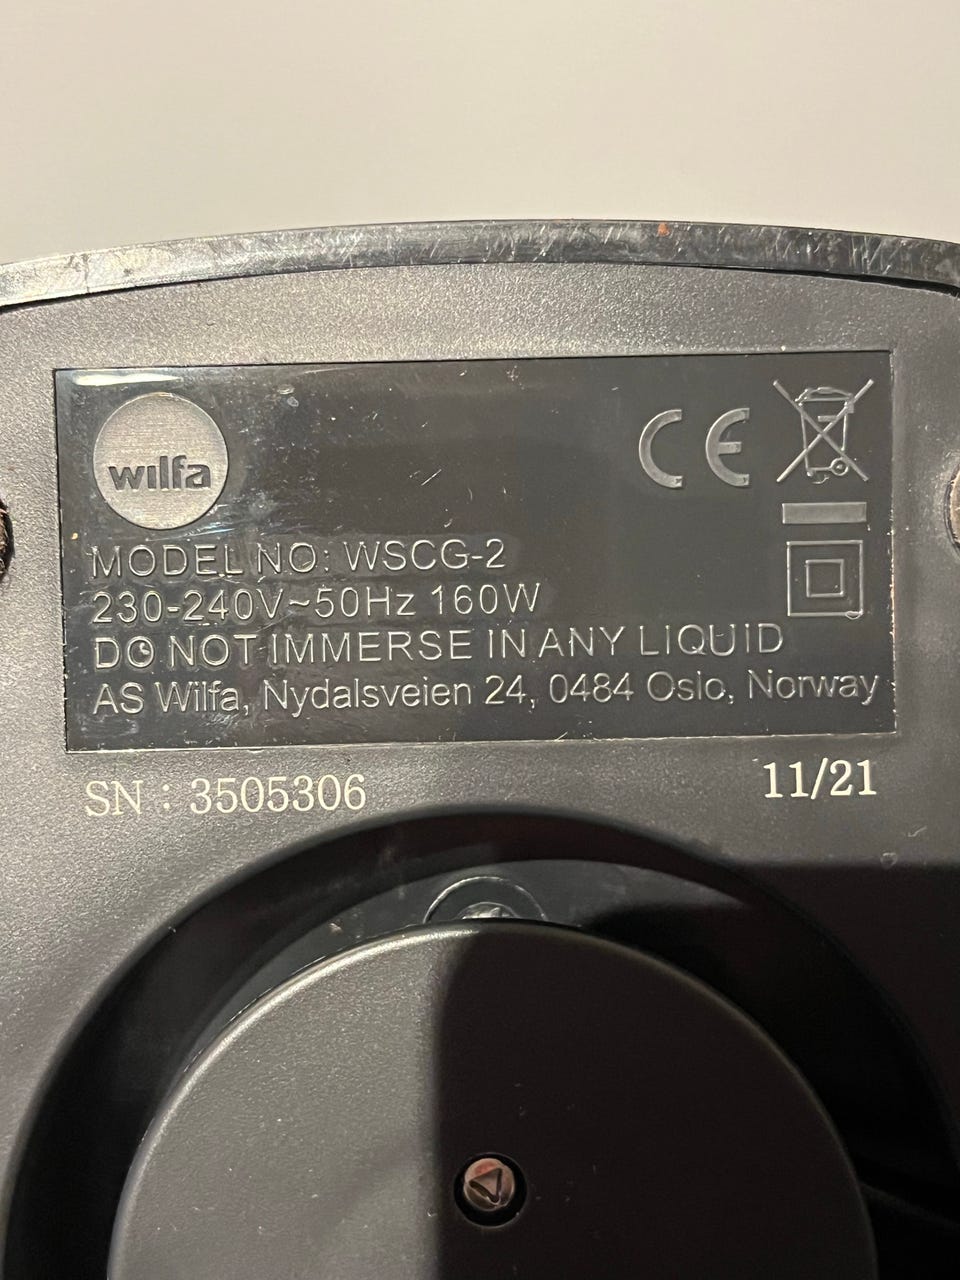 wilfa
CE
MODEL NO: WSCG-2
230-240V~50Hz 160W
DO NOT IMMERSE IN ANY LIQUID
AS Wilfa, Nydalsveien 24, 0484 Oslo, Norway
SN : 3505306
11/21